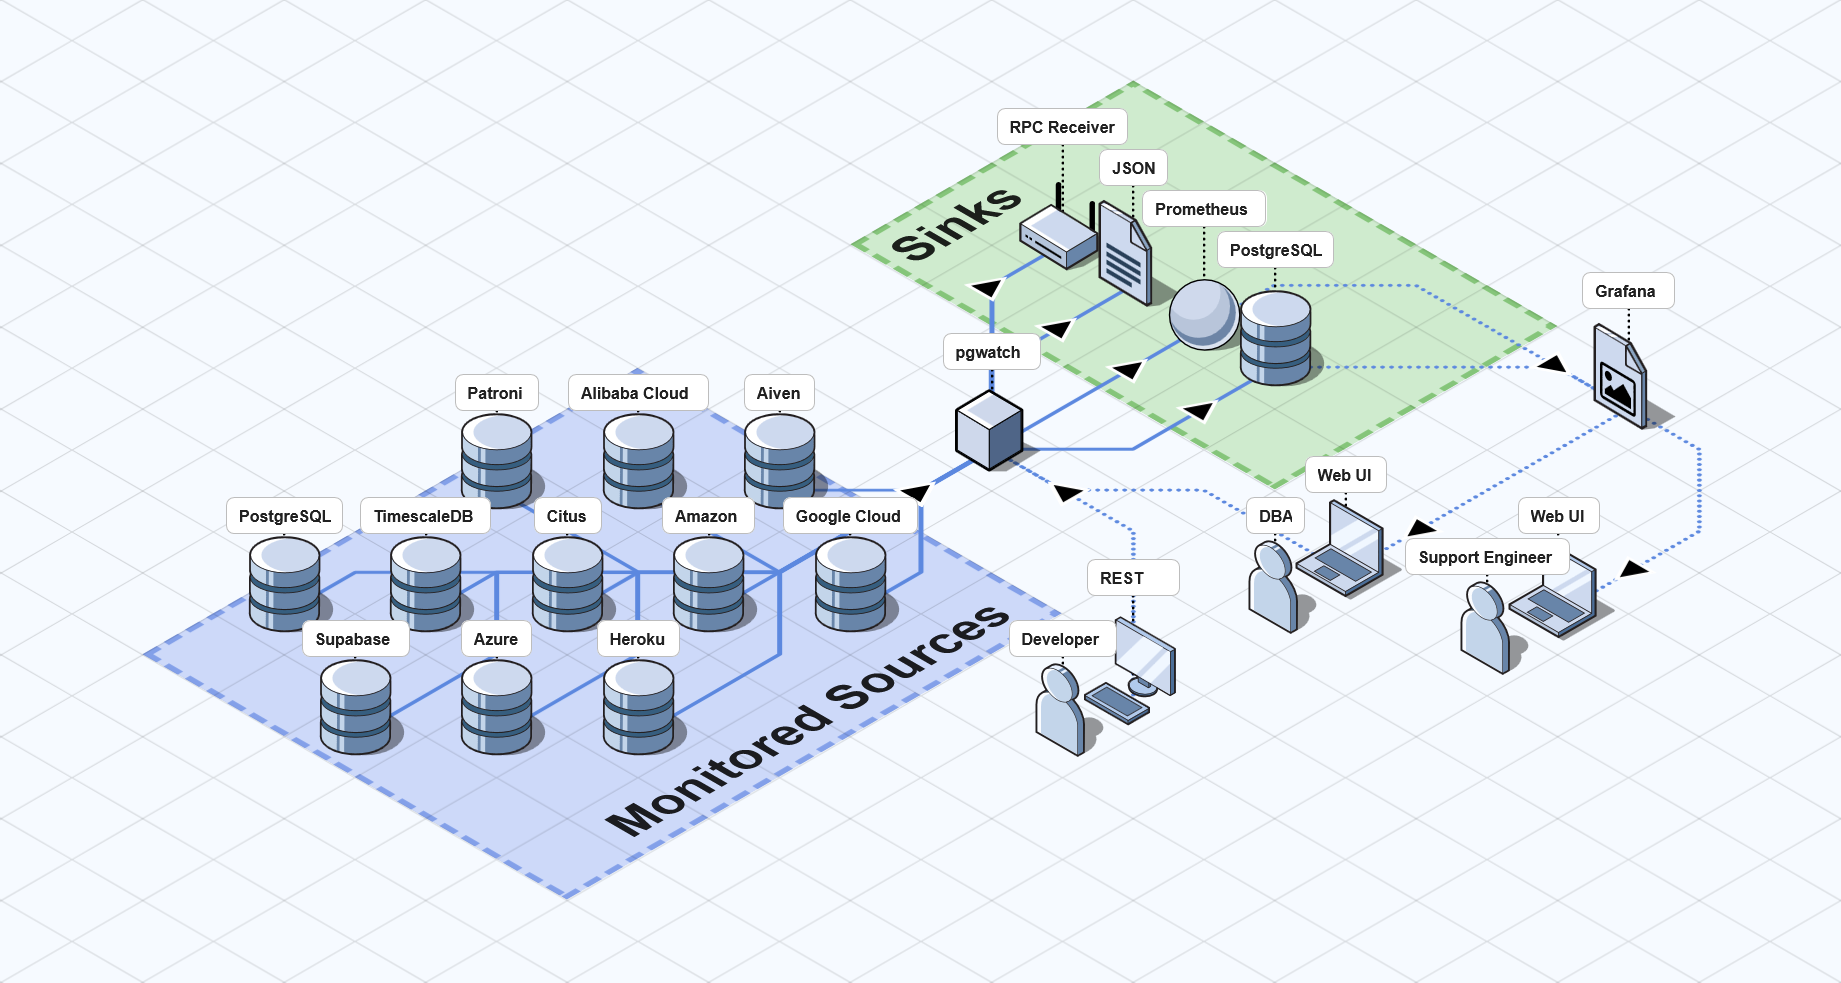 RPC Receiver
JSON
Prometheus
PostgreSQL
Sinks
Grafana
pgwatch
Patroni
Alibaba Cloud
Aiven
PostgreSQL
TimescaleDB
Citus
Amazon
Google Cloud
Supabase
Azure
Heroku
Monitored Sources
Web UI
DBA
Web UI
Support Engineer
REST
Developer